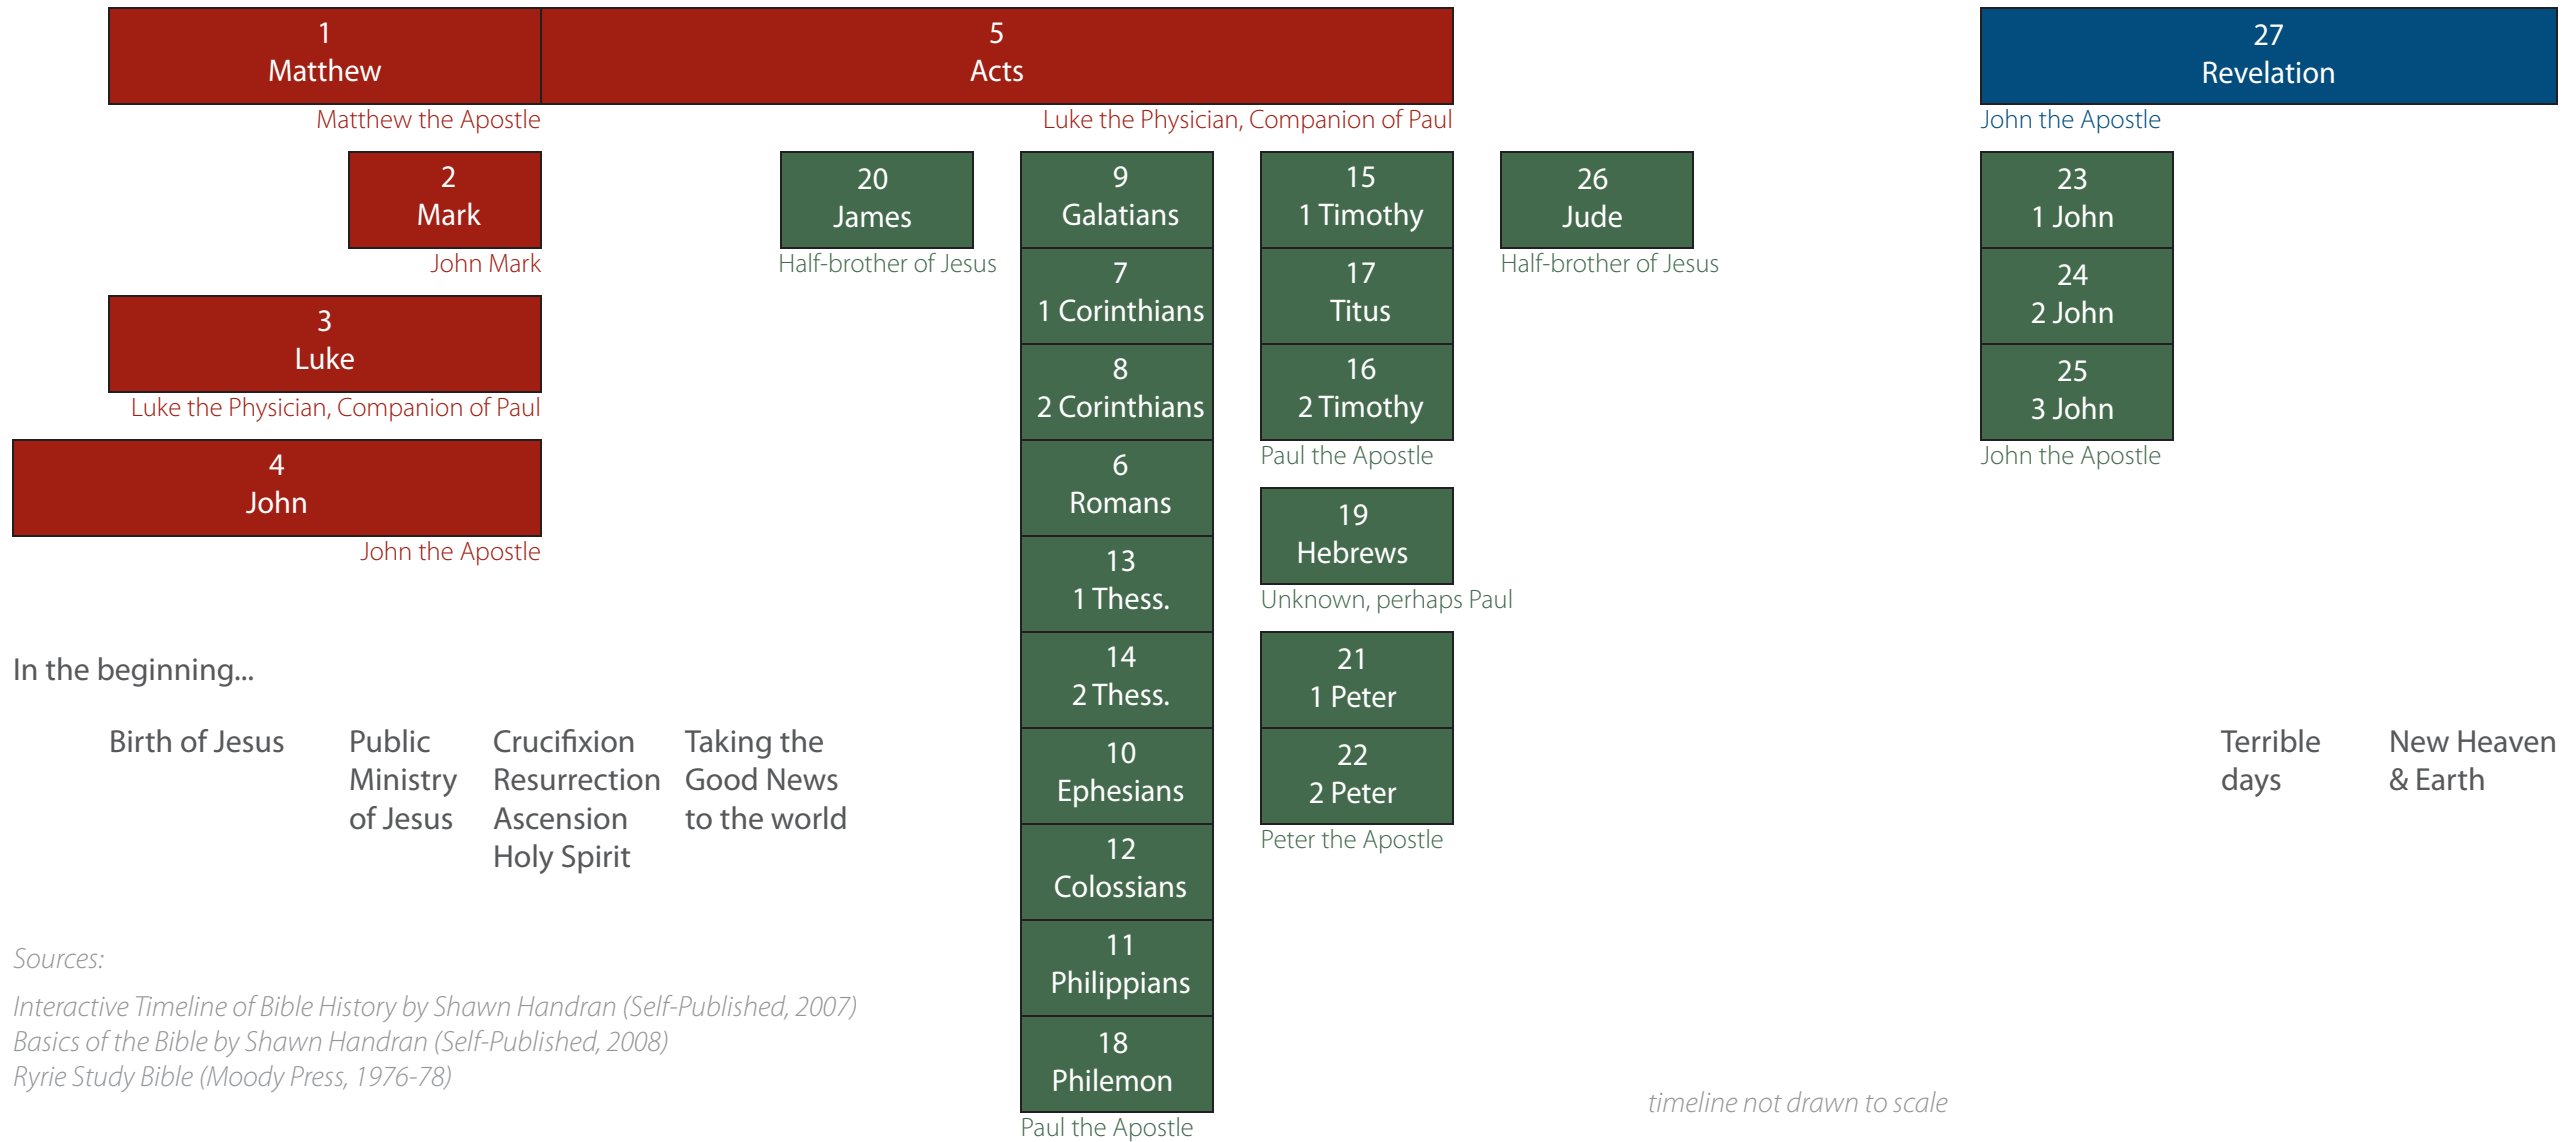 1
Matthew
Matthew the Apostle
5
Acts
Luke the Physician, Companion of Paul
27
Revelation
John the Apostle
2
Mark
John Mark
3
Luke
Luke the Physician, Companion of Paul
4
John
John the Apostle
20
James
Half-brother of Jesus
9
Galatians
7
1 Corinthians
8
2 Corinthians
6
Romans
13
1 Thess.
14
2 Thess.
10
Ephesians
12
Colossians
11
Philippians
18
Philemon
Paul the Apostle
15
1 Timothy
17
Titus
16
2 Timothy
Paul the Apostle
19
Hebrews
Unknown, perhaps Paul
21
1 Peter
22
2 Peter
Peter the Apostle
26
Jude
Half-brother of Jesus
23
1 John
24
2 John
25
3 John
John the Apostle
In the beginning...
Birth of Jesus
Public
Ministry
of Jesus
Crucifixion
Resurrection
Ascension
Holy Spirit
Taking the
Good News
to the world
Terrible
days
New Heaven
& Earth
Sources:
Interactive Timeline of Bible History by Shawn Handran (Self-Published, 2007)
Basics of the Bible by Shawn Handran (Self-Published, 2008)
Ryrie Study Bible (Moody Press, 1976-78)
timeline not drawn to scale